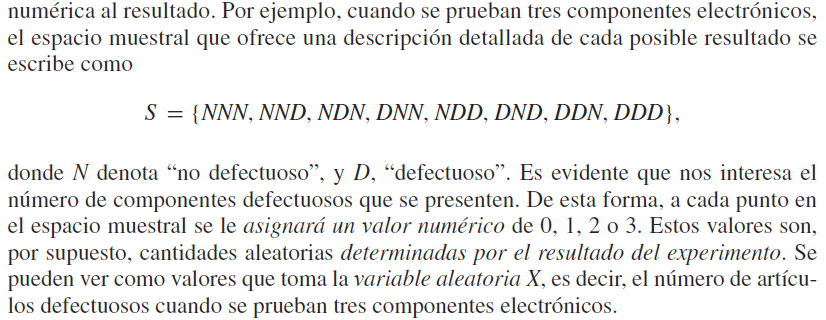 numérica al resultado. Por ejemplo, cuando se prueban tres componentes electrónicos,
el espacio muestral que ofrece una descripción detallada de cada posible resultado se
escribe como
S = {NNN, NND, NDN, DNN, NDD, DND, DDN, DDD},
donde N denota “no defectuoso”, y D, “defectuoso”. Es evidente que nos interesa el
número de componentes defectuosos que se presenten. De esta forma, a cada punto en
el espacio muestral se le asignará un valor numérico de 0, 1, 2 o 3. Estos valores son,
por supuesto, cantidades aleatorias determinadas por el resultado del experimento. Se
pueden ver como valores que toma la variable aleatoria X, es decir, el número de artícu-
los defectuosos cuando se prueban tres componentes electrónicos.